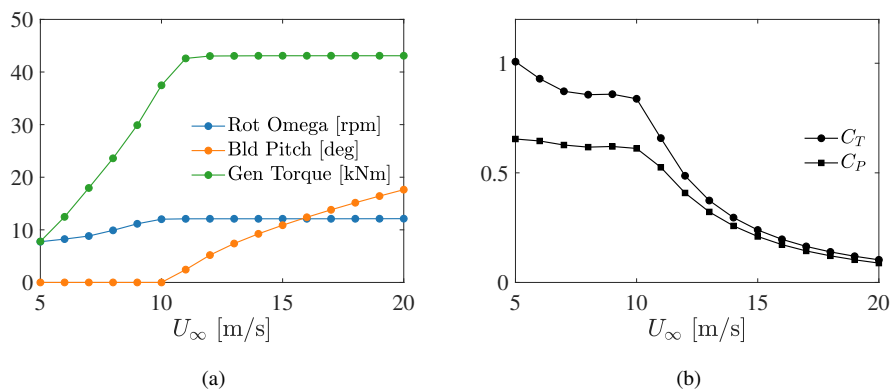 50
40
30
20
10
0
Rot Omega [rpm]
Bld Pitch [deg]
Gen Torque [kNm]
5 10 15 20
U∞ [m/s]
(a)
1
0.5
0
C_T
C_P
5 10 15 20
U∞ [m/s]
(b)